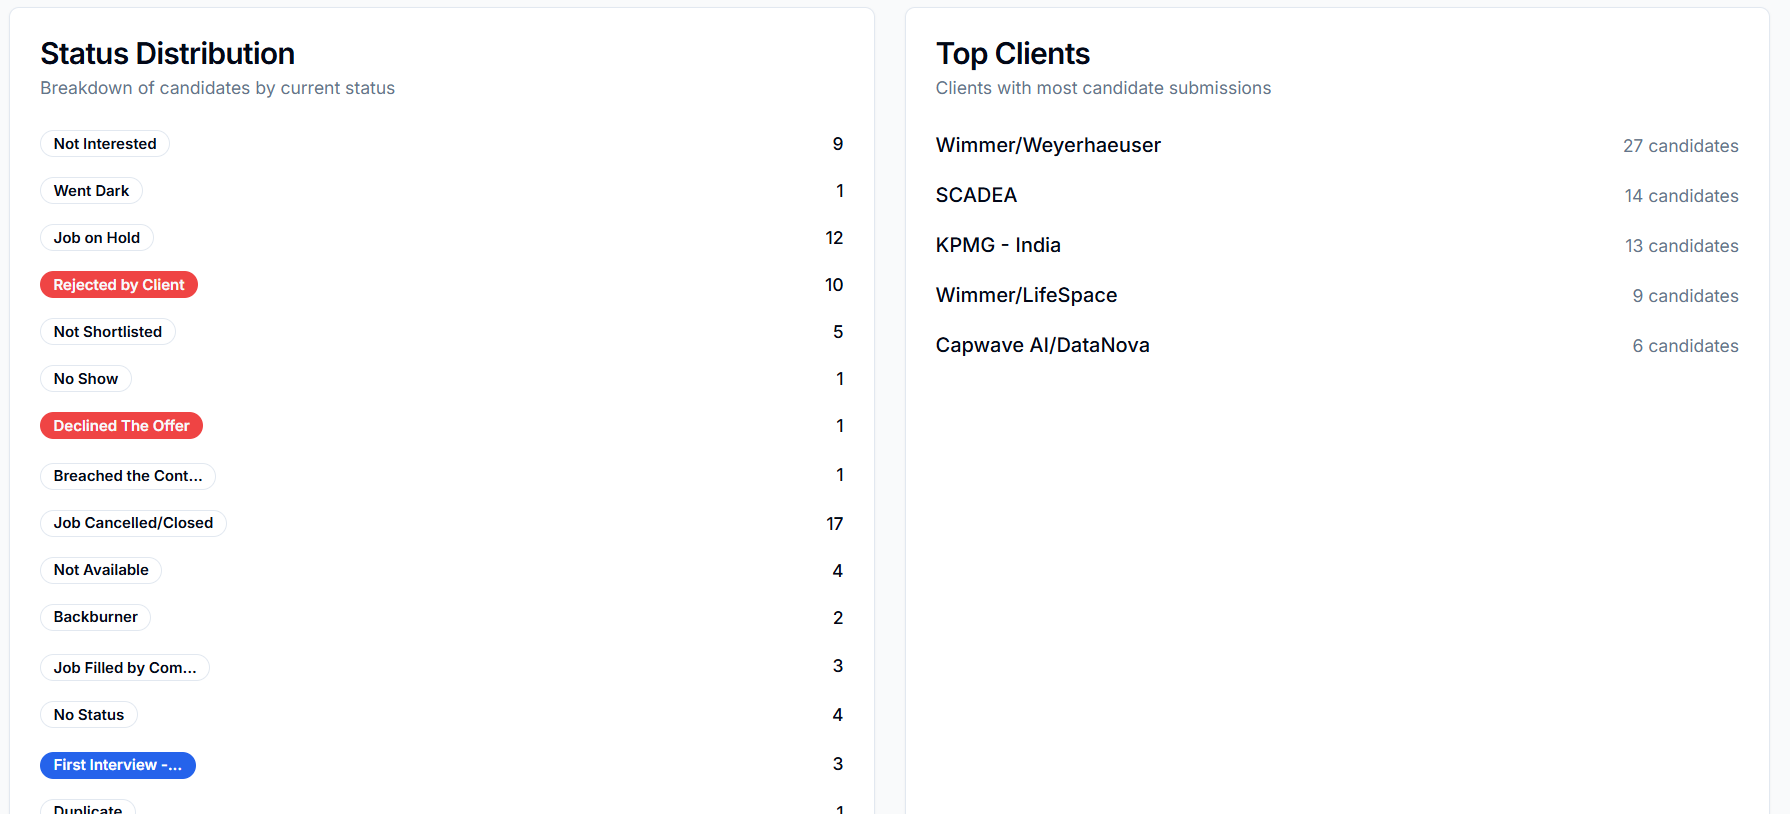 Status Distribution
Breakdown of candidates by current status
Not Interested 9
Went Dark 1
Job on Hold 12
Rejected by Client 10
Not Shortlisted 5
No Show 1
Declined The Offer 1
Breached the Cont... 1
Job Cancelled/Closed 17
Not Available 4
Backburner 2
Job Filled by Com... 3
No Status 4
First Interview -... 3
Duplicate 1
Top Clients
Clients with most candidate submissions
Wimmer/Weyerhaeuser 27 candidates
SCADEA 14 candidates
KPMG - India 13 candidates
Wimmer/LifeSpace 9 candidates
Capwave AI/DataNova 6 candidates